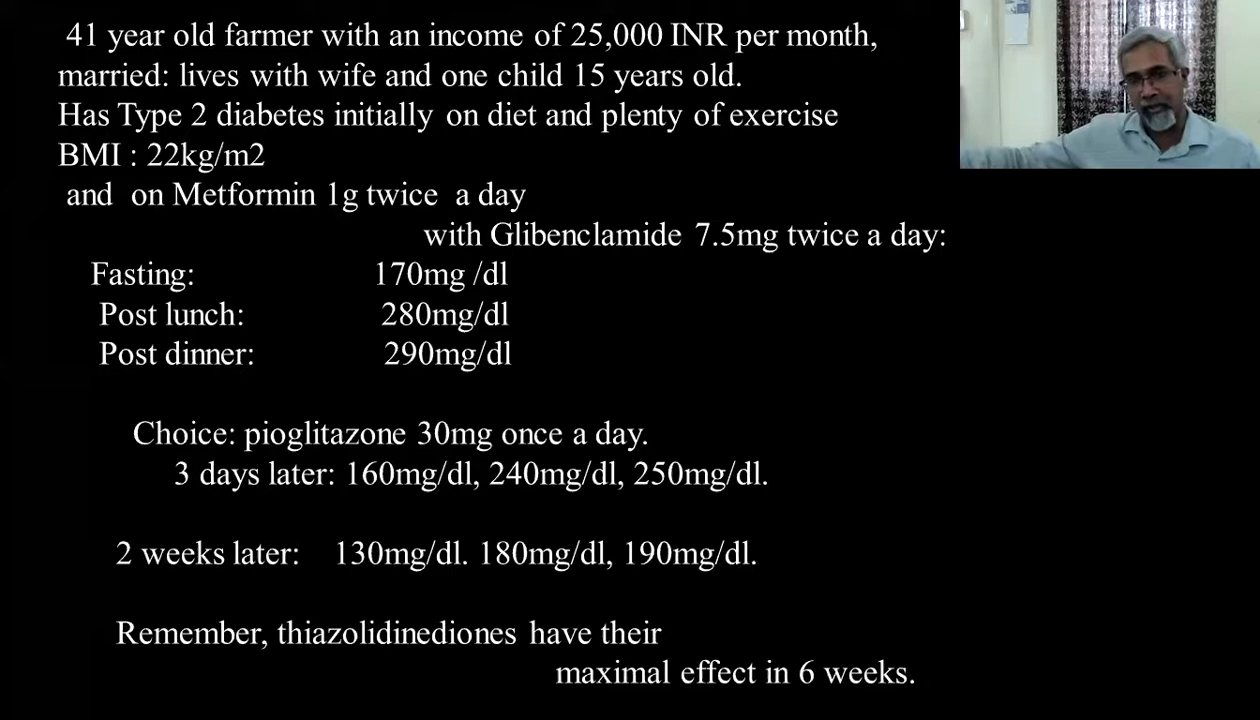 41 year old farmer with an income of 25,000 INR per month,
married: lives with wife and one child 15 years old.
Has Type 2 diabetes initially on diet and plenty of exercise
BMI : 22kg/m2
and on Metformin 1g twice a day
with Glibenclamide 7.5mg twice a day:
Fasting: 170mg /dl
Post lunch: 280mg/dl
Post dinner: 290mg/dl
Choice: pioglitazone 30mg once a day.
3 days later: 160mg/dl, 240mg/dl, 250mg/dl.
2 weeks later: 130mg/dl. 180mg/dl, 190mg/dl.
Remember, thiazolidinediones have their
maximal effect in 6 weeks.